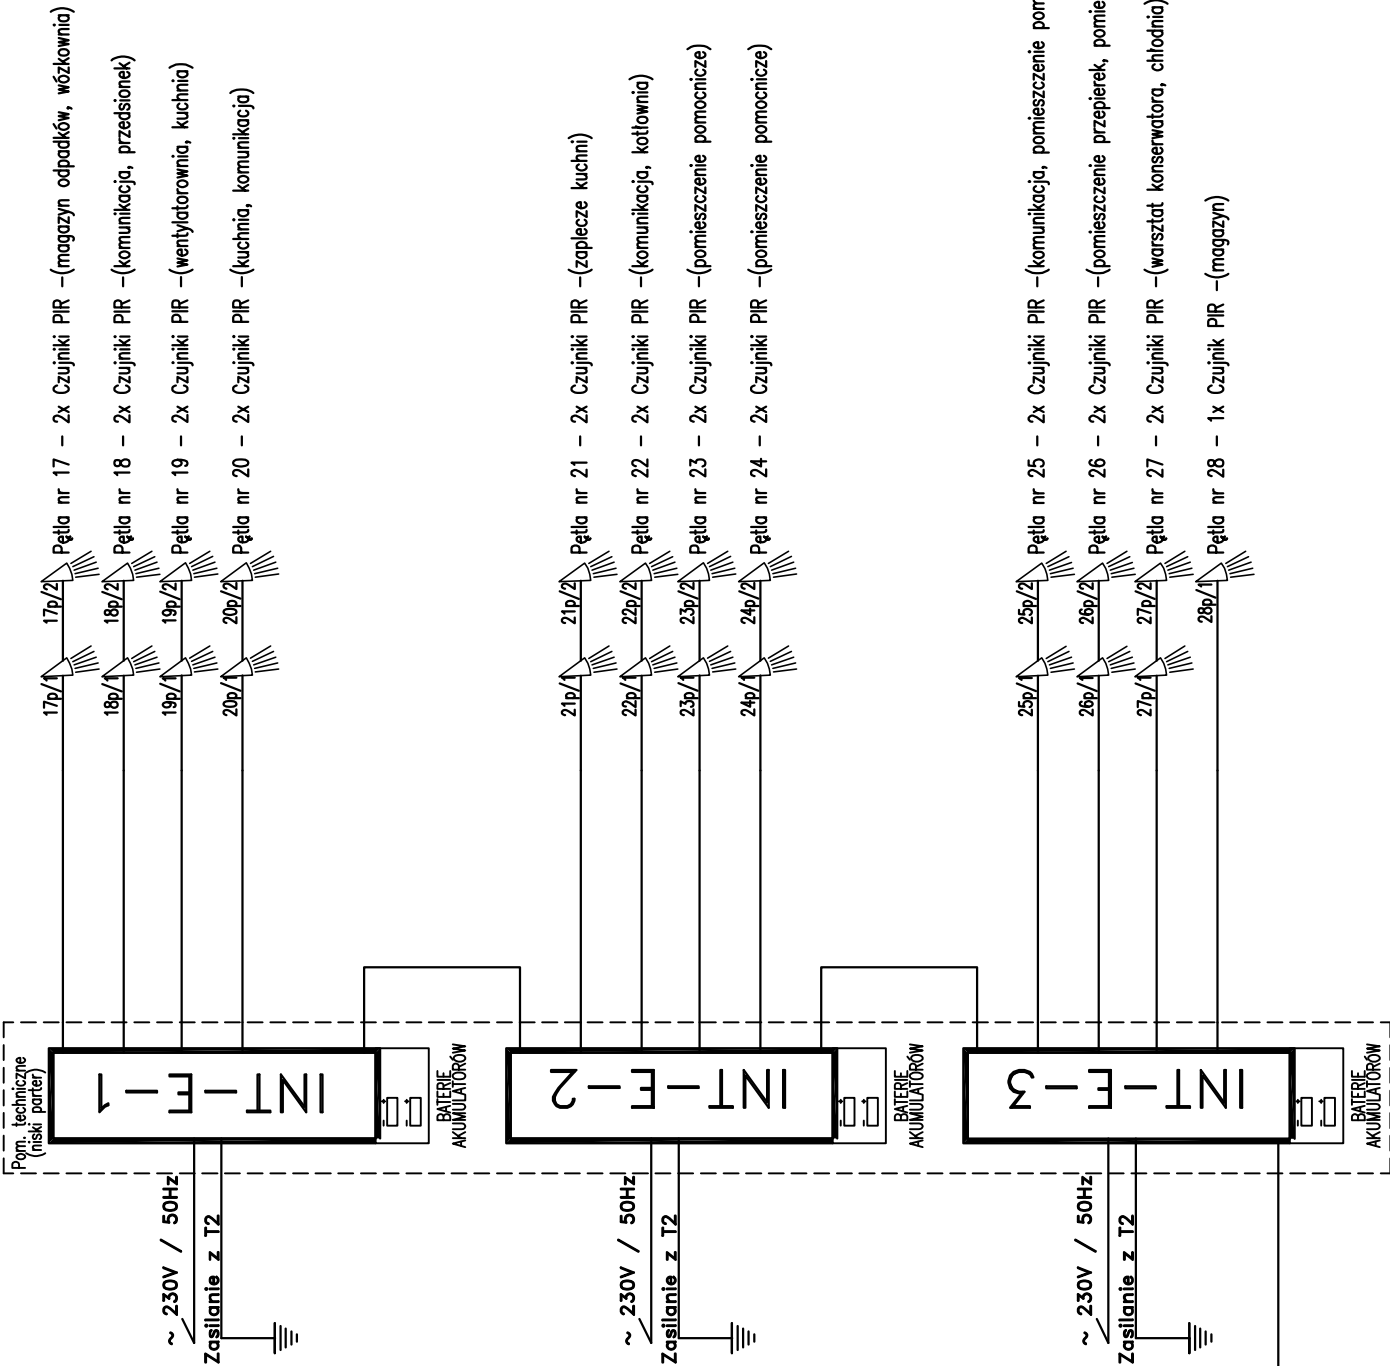 Pętla nr 17 - 2x Czujniki PIR -(magazyn odpadków, wózkownia)
Pętla nr 18 - 2x Czujniki PIR -(komunikacja, przedsionek)
Pętla nr 19 - 2x Czujniki PIR -(wentylatorownia, kuchnia)
Pętla nr 20 - 2x Czujniki PIR -(kuchnia, komunikacja)
17p/2
18p/2
19p/2
20p/2
17p/1
18p/1
19p/1
20p/1
Pętla nr 21 - 2x Czujniki PIR -(zaplecze kuchni)
Pętla nr 22 - 2x Czujniki PIR -(komunikacja, kotłownia)
Pętla nr 23 - 2x Czujniki PIR -(pomieszczenie pomocnicze)
Pętla nr 24 - 2x Czujniki PIR -(pomieszczenie pomocnicze)
21p/2
22p/2
23p/2
24p/2
21p/1
22p/1
23p/1
24p/1
Pętla nr 25 - 2x Czujniki PIR -(komunikacja, pomieszczenie pom
Pętla nr 26 - 2x Czujniki PIR -(pomieszczenie przepierek, pomie
Pętla nr 27 - 2x Czujniki PIR -(warsztat konserwatora, chłodnia)
Pętla nr 28 - 1x Czujnik PIR -(magazyn)
25p/2
26p/2
27p/2
28p/1
25p/1
26p/1
27p/1
Pom. techniczne
(niski parter)
INT-E-1
BATERIE
AKUMULATORÓW
~ 230V / 50Hz
Zasilanie z T2
INT-E-2
BATERIE
AKUMULATORÓW
~ 230V / 50Hz
Zasilanie z T2
INT-E-3
BATERIE
AKUMULATORÓW
~ 230V / 50Hz
Zasilanie z T2